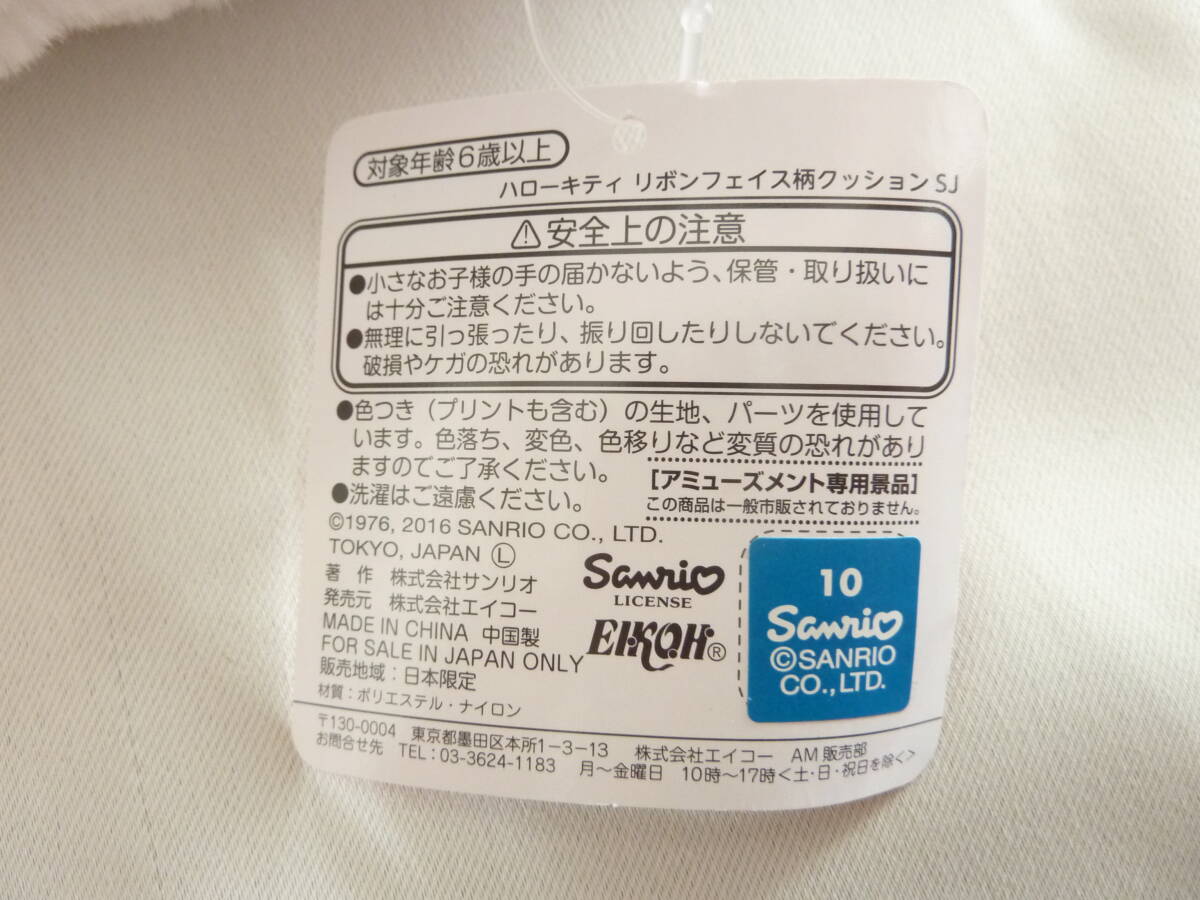 対象年齢6歳以上
ハローキティ リボンフェイス柄クッション SJ
⚠安全上の注意
●小さなお子様の手の届かないよう、保管・取り扱いに
は十分ご注意ください。
●無理に引っ張ったり、振り回したりしないでください。
破損やケガの恐れがあります。
●色つき（プリントも含む）の生地、パーツを使用して
います。色落ち、変色、色移りなど変質の恐れがあり
ますのでご了承ください。
●洗濯はご遠慮ください。
［アミューズメント専用景品］
この商品は一般市販されておりません。
©1976, 2016 SANRIO CO., LTD.
TOKYO, JAPAN Ⓛ
著 作 株式会社サンリオ
発売元 株式会社エイコー
MADE IN CHINA 中国製
FOR SALE IN JAPAN ONLY
販売地域：日本限定
材質：ポリエステル・ナイロン
Sanrio
LICENSE
EIKOH®
10
Sanrio
©SANRIO
CO., LTD.
〒130-0004 東京都墨田区本所1-3-13 株式会社エイコー AM販売部
お問合せ先 TEL：03-3624-1183 月〜金曜日 10時〜17時＜土・日・祝日を除く＞